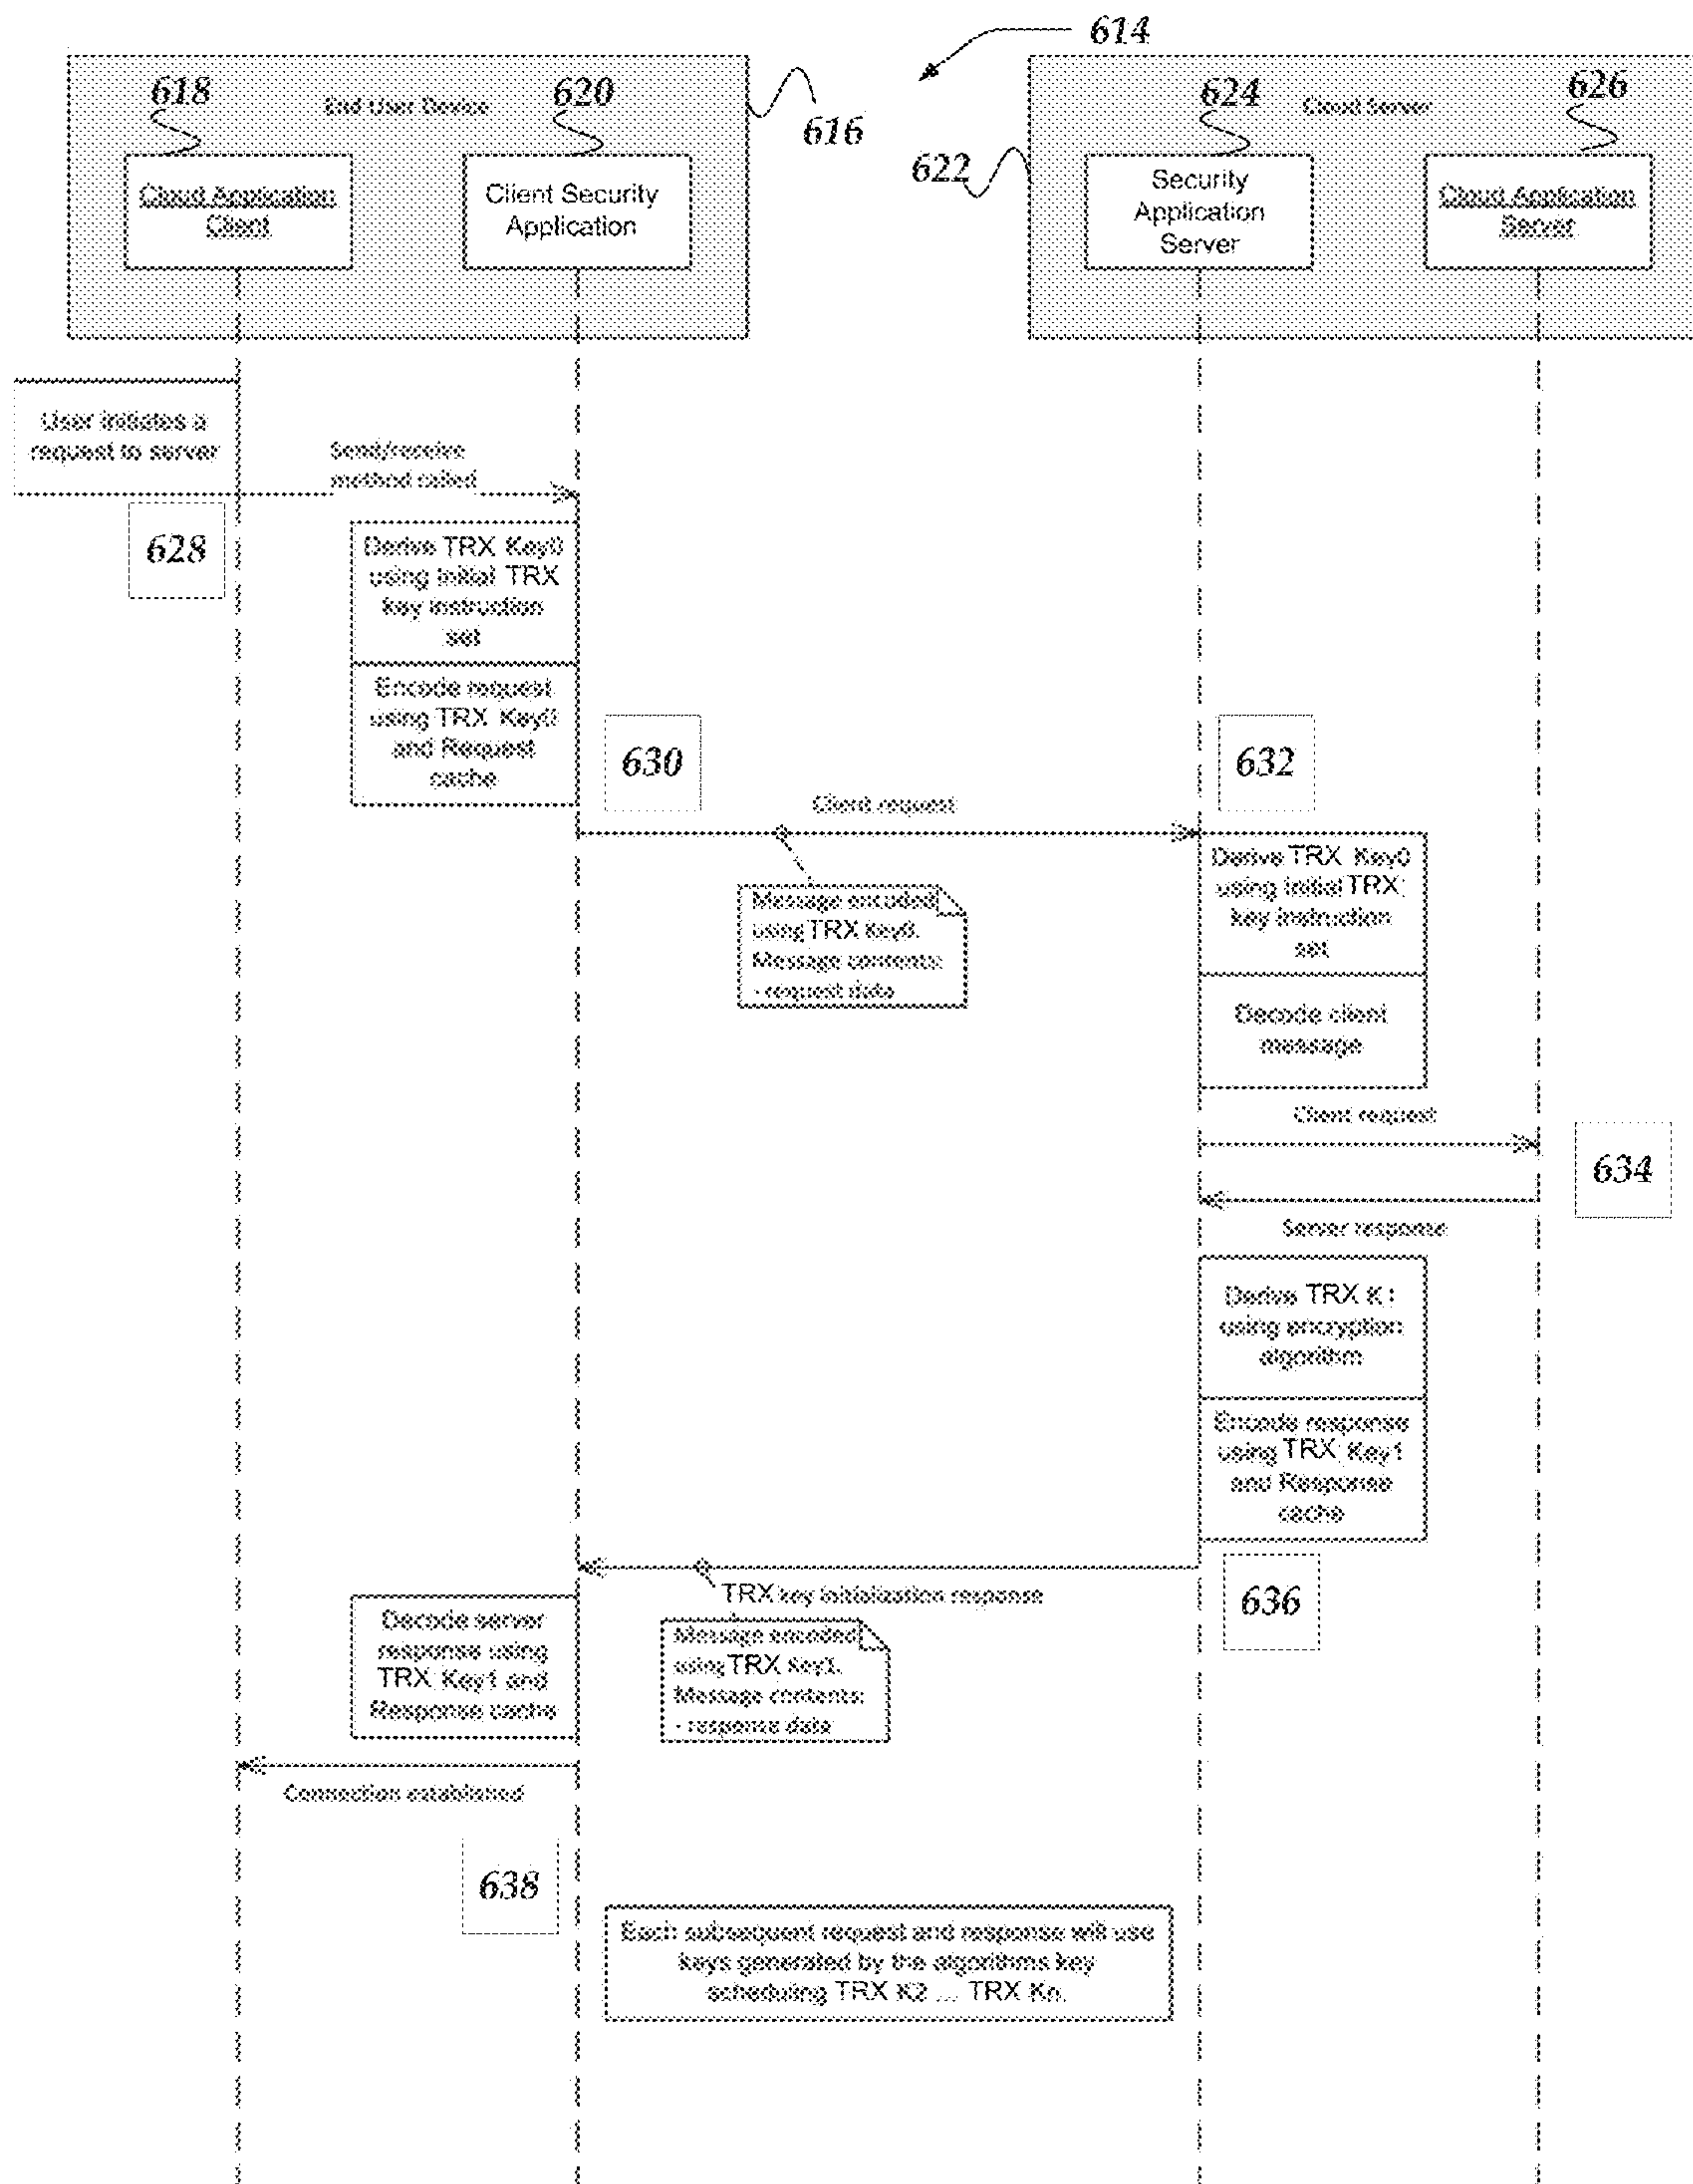 614
618
End User Device
620
616
624
Cloud Server
626
622
Cloud Application
Client
Client Security
Application
Security
Application
Server
Cloud Application
Server
User initiates a
request to server
Send/receive
method called
628
Derive TRX Key0
using initial TRX
key instruction
set
Encode request
using TRX Key0
and Request
cache
630
632
Client request
Message encoded
using TRX Key0.
Message contents:
- request data
Derive TRX Key0
using initial TRX
key instruction
set
Decode client
message
Client request
634
Server response
Derive TRX K1
using encryption
algorithm
Encode response
using TRX Key1
and Response
cache
636
TRX key initialization response
Message encoded
using TRX Key1.
Message contents:
- response data
Decode server
response using
TRX Key1 and
Response cache
Connection established
638
Each subsequent request and response will use
keys generated by the algorithms key
scheduling TRX K2 ... TRX Kn.